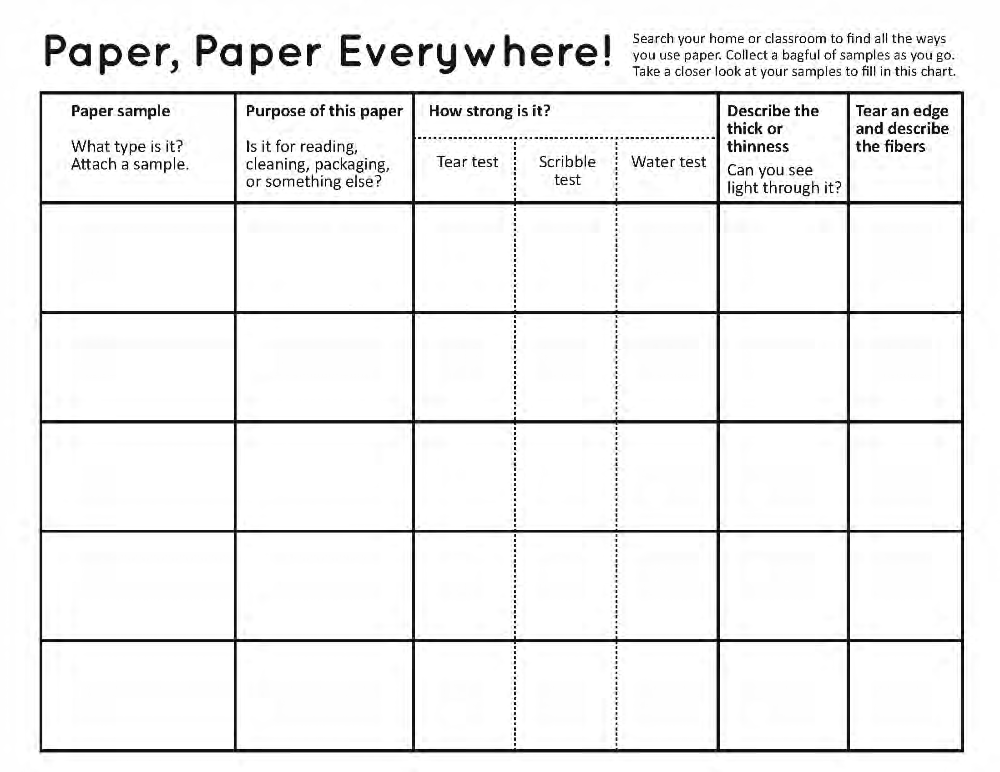 Paper, Paper Everywhere!
Search your home or classroom to find all the ways
you use paper. Collect a bagful of samples as you go.
Take a closer look at your samples to fill in this chart.
Paper sample
What type is it?
Attach a sample.
Purpose of this paper
Is it for reading,
cleaning, packaging,
or something else?
How strong is it?
Tear test
Scribble
test
Water test
Describe the
thick or
thinness
Can you see
light through it?
Tear an edge
and describe
the fibers